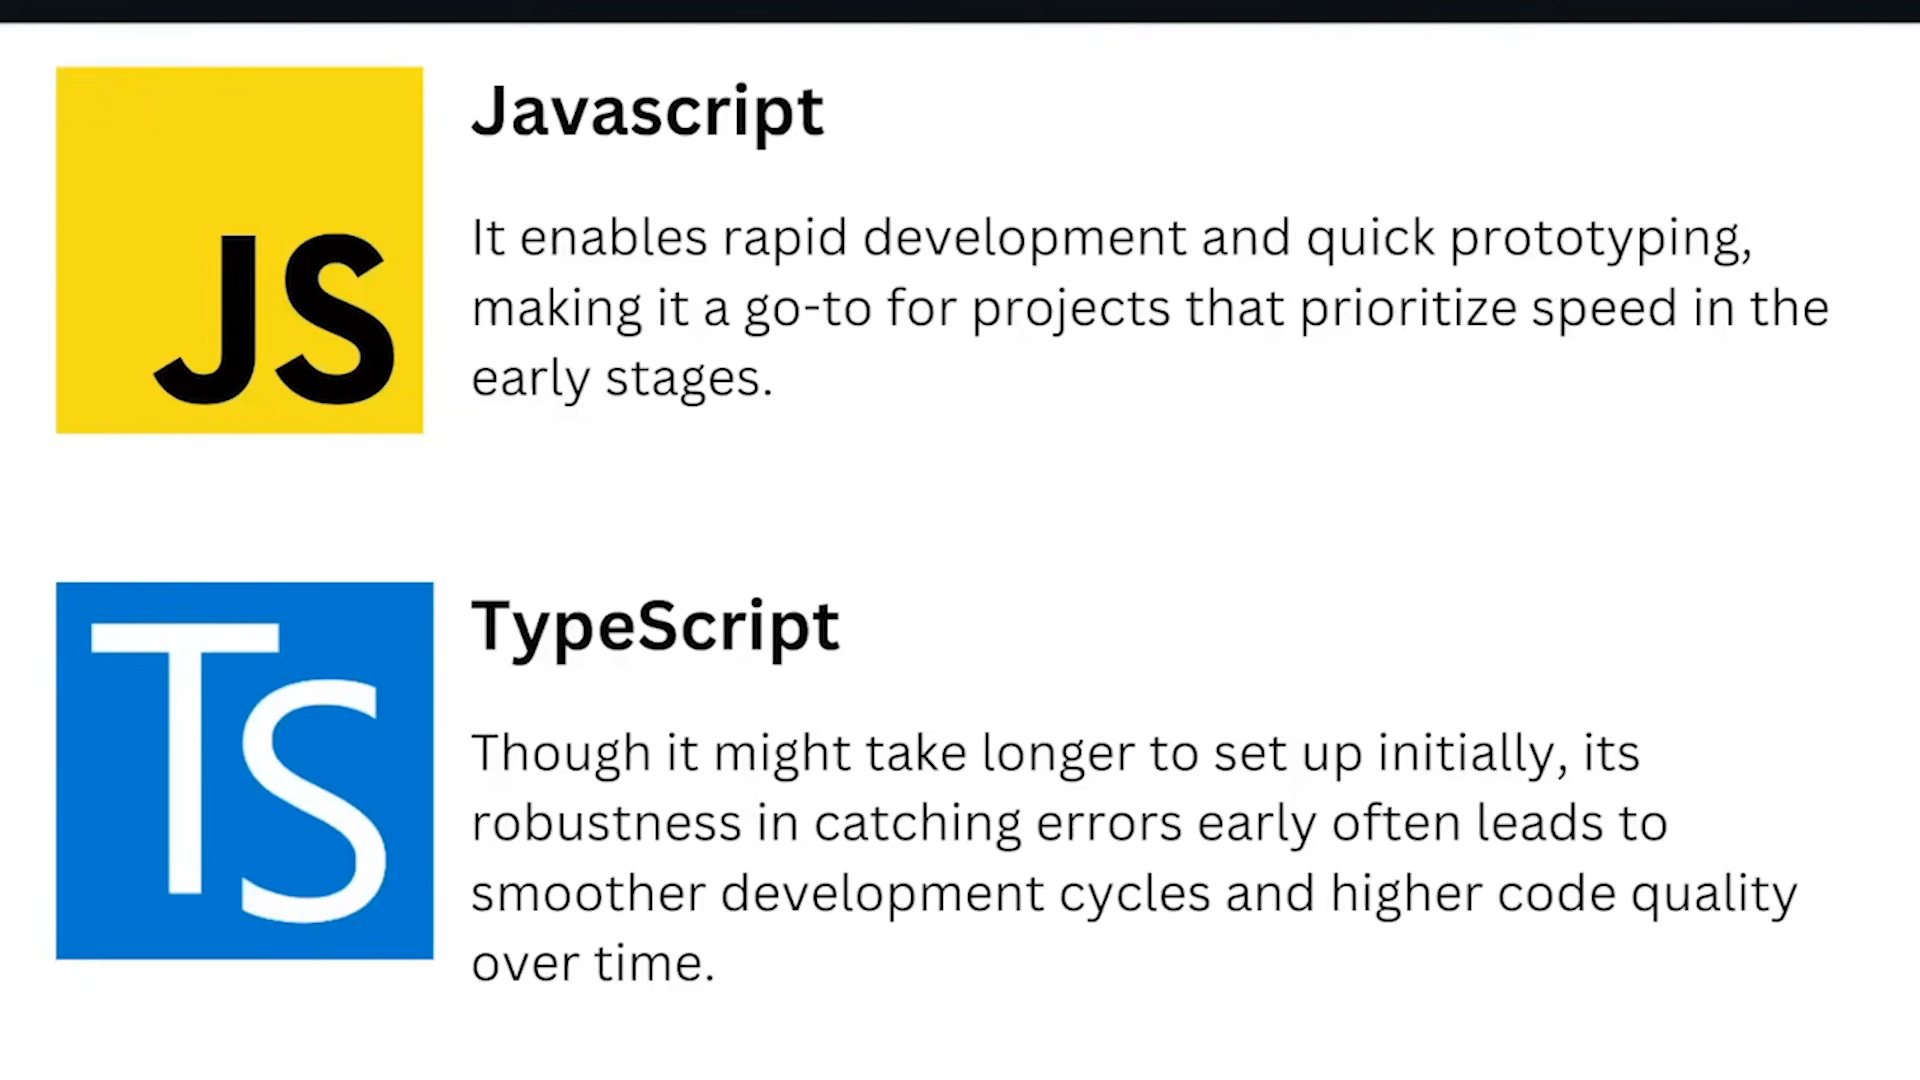 JS
Javascript
It enables rapid development and quick prototyping,
making it a go-to for projects that prioritize speed in the
early stages.
TS
TypeScript
Though it might take longer to set up initially, its
robustness in catching errors early often leads to
smoother development cycles and higher code quality
over time.